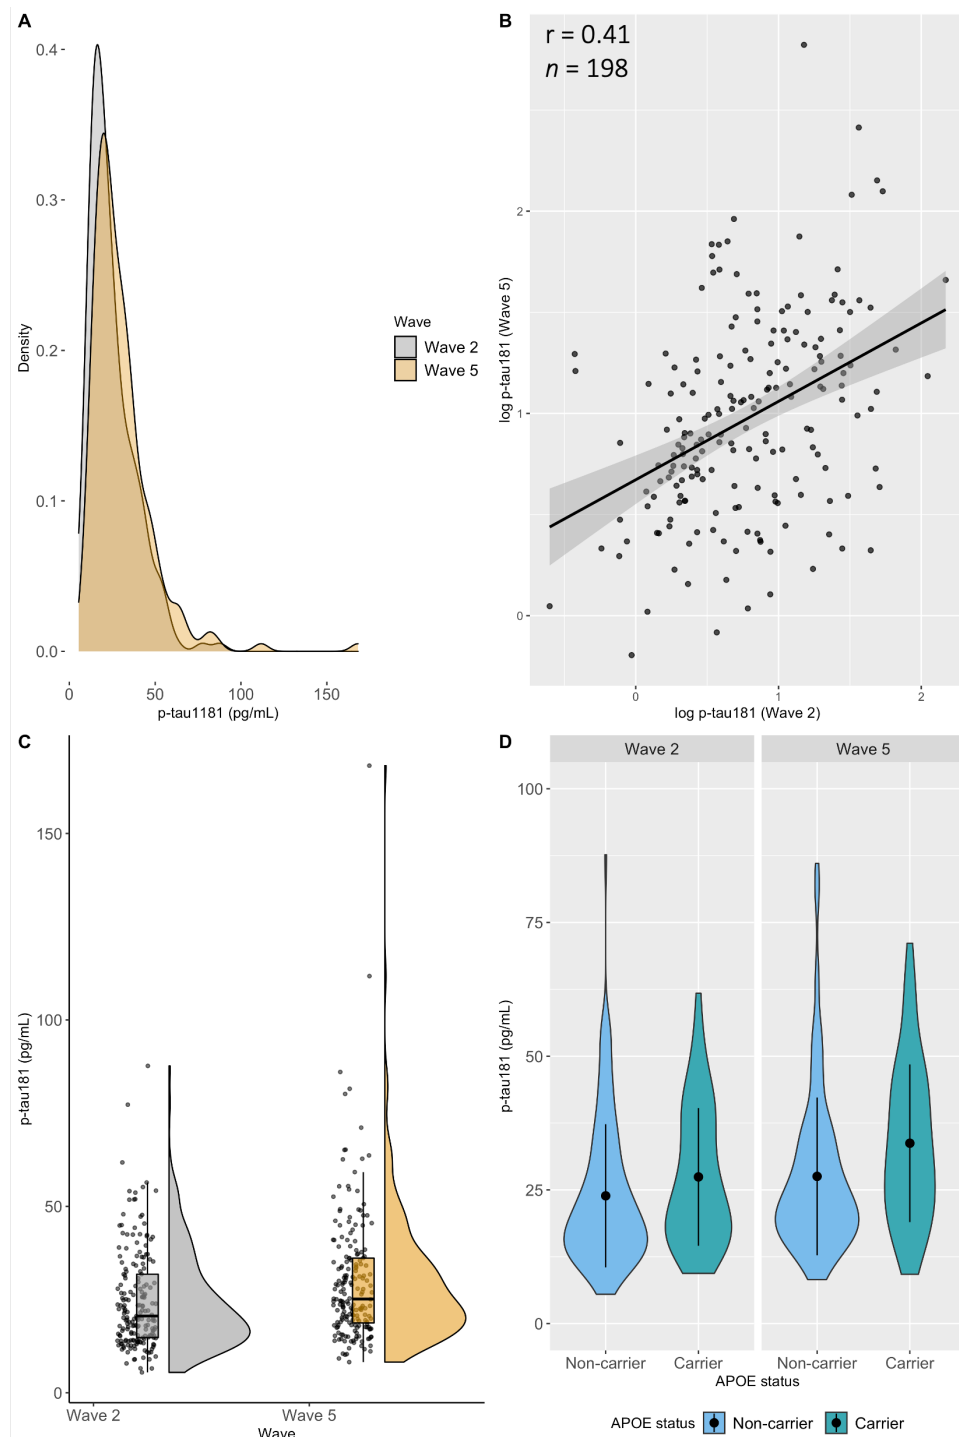 A
0.4
0.3
0.2
0.1
0.0
Density
0
50
100
150
p-tau1181 (pg/mL)
Wave
Wave 2
Wave 5
B
r = 0.41
n = 198
2
1
0
log p-tau181 (Wave 5)
0
1
2
log p-tau181 (Wave 2)
C
150
100
50
0
p-tau181 (pg/mL)
Wave 2
Wave 5
Wave
D
Wave 2
Wave 5
100
75
50
25
0
p-tau181 (pg/mL)
Non-carrier
Carrier
Non-carrier
Carrier
APOE status
APOE status
Non-carrier
Carrier